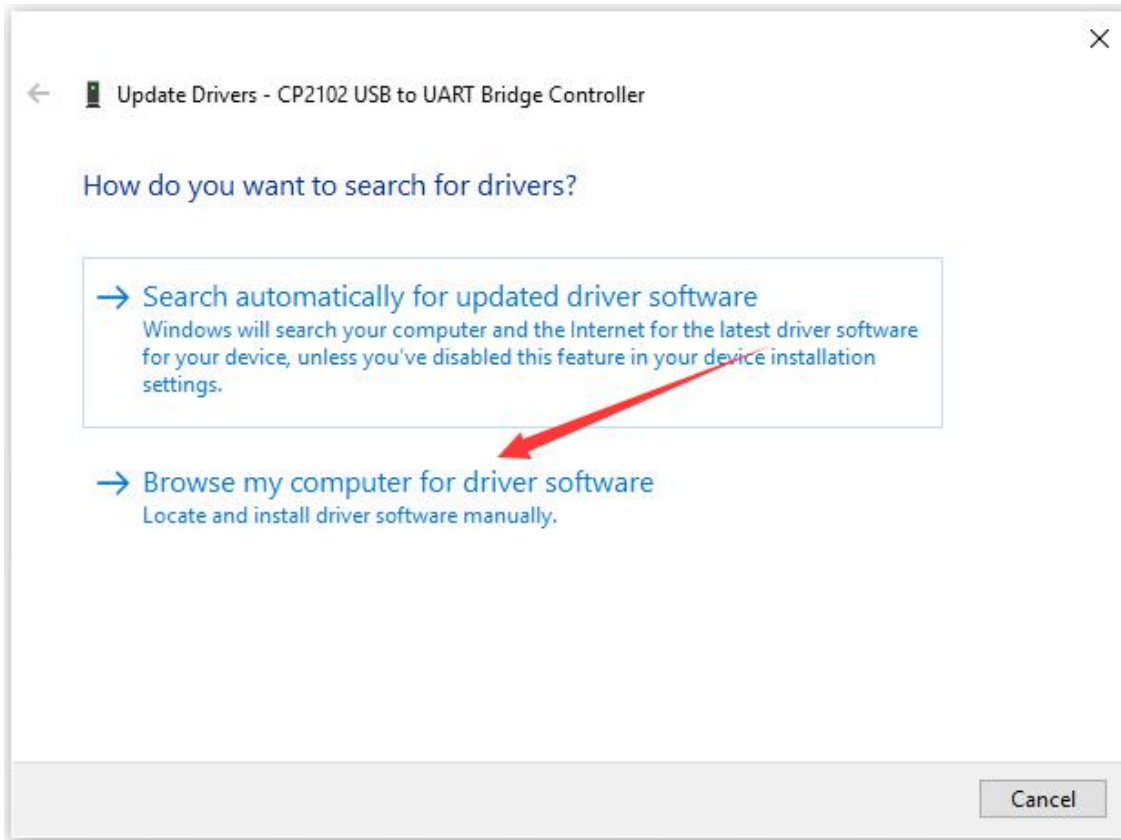 Update Drivers - CP2102 USB to UART Bridge Controller
How do you want to search for drivers?
Search automatically for updated driver software
Windows will search your computer and the Internet for the latest driver software
for your device, unless you've disabled this feature in your device installation
settings.
Browse my computer for driver software
Locate and install driver software manually.
Cancel